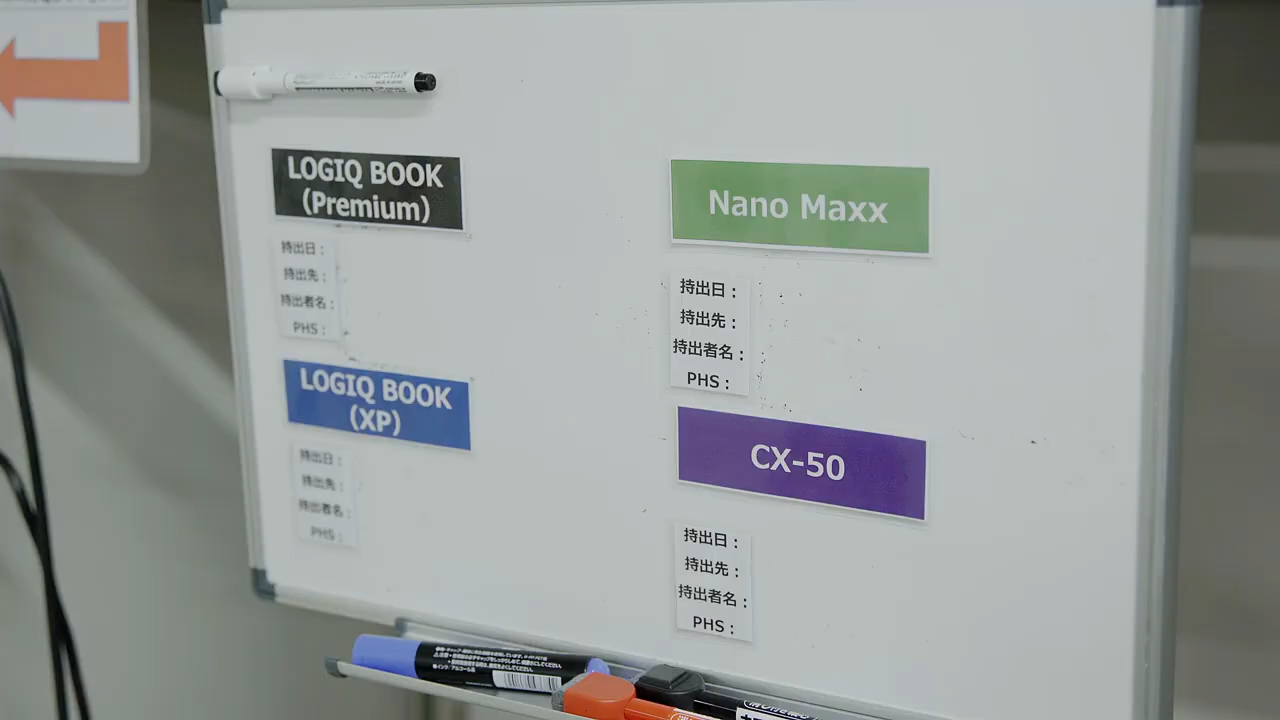 LOGIQ BOOK
(Premium)
持出日：
持出先：
持出者名：
PHS：
LOGIQ BOOK
(XP)
持出日：
持出先：
持出者名：
PHS：
Nano Maxx
持出日：
持出先：
持出者名：
PHS：
CX-50
持出日：
持出先：
持出者名：
PHS：